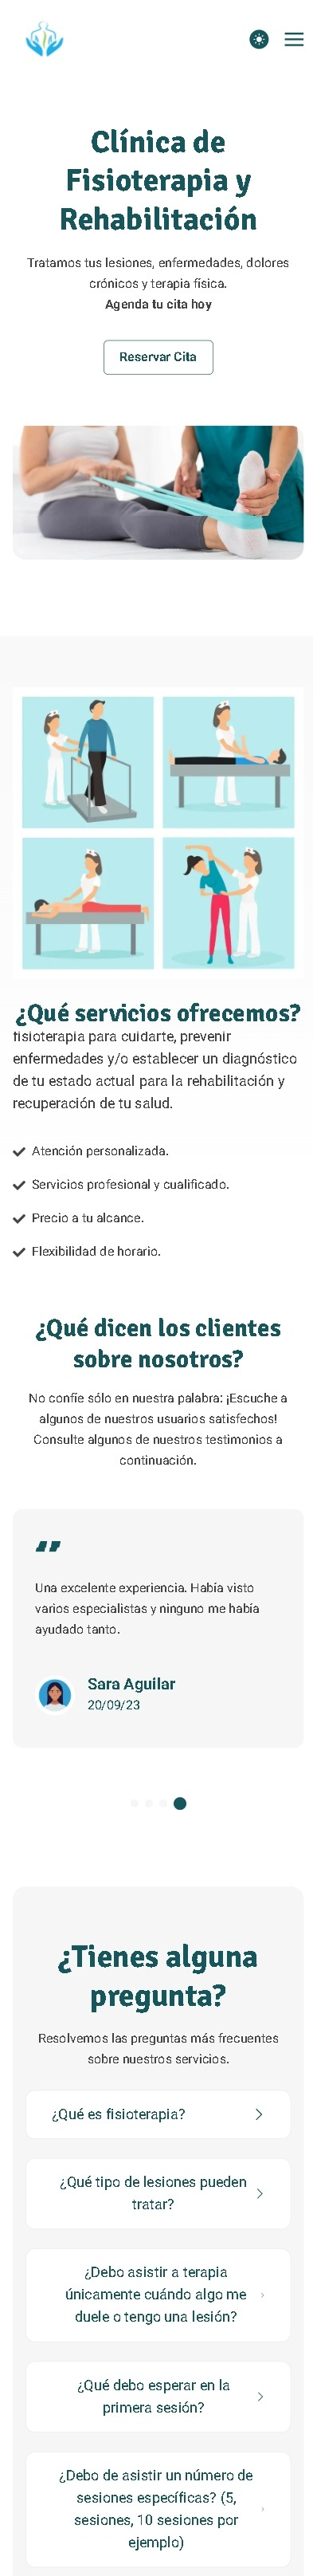 Clínica de
Fisioterapia y
Rehabilitación
Tratamos tus lesiones, enfermedades, dolores
crónicos y terapia física.
Agenda tu cita hoy
Reservar Cita
¿Qué servicios ofrecemos?
fisioterapia para cuidarte, prevenir
enfermedades y/o establecer un diagnóstico
de tu estado actual para la rehabilitación y
recuperación de tu salud.
Atención personalizada.
Servicios profesional y cualificado.
Precio a tu alcance.
Flexibilidad de horario.
¿Qué dicen los clientes
sobre nosotros?
No confíe sólo en nuestra palabra: ¡Escuche a
algunos de nuestros usuarios satisfechos!
Consulte algunos de nuestros testimonios a
continuación.
Una excelente experiencia. Había visto
varios especialistas y ninguno me había
ayudado tanto.
Sara Aguilar
20/09/23
¿Tienes alguna
pregunta?
Resolvemos las preguntas más frecuentes
sobre nuestros servicios.
¿Qué es fisioterapia?
¿Qué tipo de lesiones pueden
tratar?
¿Debo asistir a terapia
únicamente cuándo algo me
duele o tengo una lesión?
¿Qué debo esperar en la
primera sesión?
¿Debo de asistir un número de
sesiones específicas? (5,
sesiones, 10 sesiones por
ejemplo)